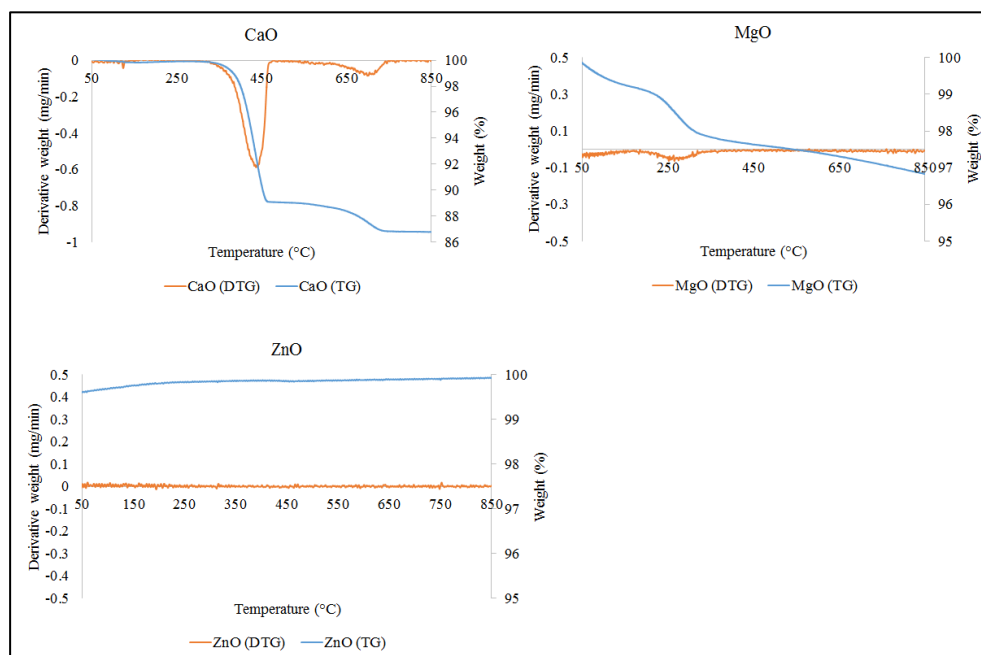 CaO
0
-0.2
-0.4
-0.6
-0.8
-1
Derivative weight (mg/min)
50 250 450 650 850
100
98
96
94
92
90
88
86
Weight (%)
Temperature (°C)
CaO (DTG) CaO (TG)
MgO
0.5
0.3
0.1
-0.1
-0.3
-0.5
Derivative weight (mg/min)
50 250 450 650 850
100
99
98
97
96
95
Weight (%)
Temperature (°C)
MgO (DTG) MgO (TG)
ZnO
0.5
0.4
0.3
0.2
0.1
0
-0.1
-0.2
-0.3
-0.4
-0.5
Derivative weight (mg/min)
50 150 250 350 450 550 650 750 850
100
99
98
97
96
95
Weight (%)
Temperature (°C)
ZnO (DTG) ZnO (TG)